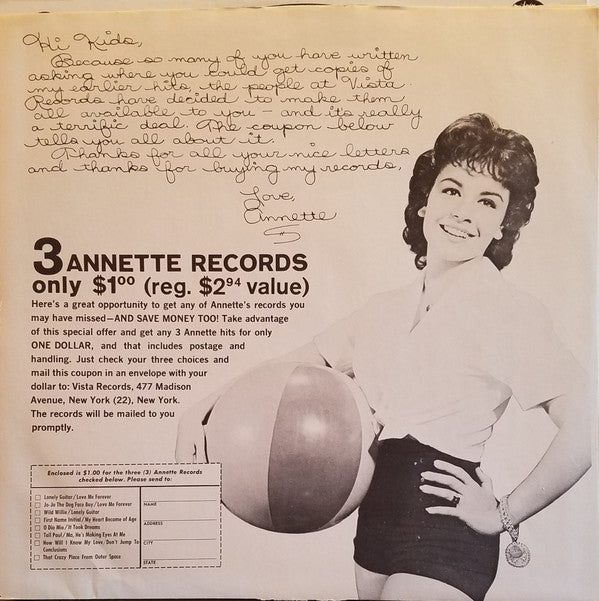 Hi Kids,
Because so many of you have written
asking where you could get copies of
my earlier hits, the people at Vista
Records have decided to make them
all available to you - and it's really
a terrific deal. The coupon below
tells you all about it.
Thanks for all your nice letters
and thanks for buying my records.
Love,
Annette
3 ANNETTE RECORDS
only $1⁰⁰ (reg. $2⁹⁴ value)
Here's a great opportunity to get any of Annette's records you
may have missed—AND SAVE MONEY TOO! Take advantage
of this special offer and get any 3 Annette hits for only
ONE DOLLAR, and that includes postage and
handling. Just check your three choices and
mail this coupon in an envelope with your
dollar to: Vista Records, 477 Madison
Avenue, New York (22), New York.
The records will be mailed to you
promptly.
Enclosed is $1.00 for the three (3) Annette Records
checked below. Please send to:
Lonely Guitar/Love Me Forever
Jo-Jo The Dog Face Boy/Love Me Forever
Wild Willie/Lonely Guitar
First Name Initial/My Heart Became of Age
O Dio Mio/It Took Dreams
Tall Paul/Ma, He's Making Eyes At Me
How Will I Know My Love/Don't Jump To
Conclusions
That Crazy Place From Outer Space
NAME
ADDRESS
CITY
STATE